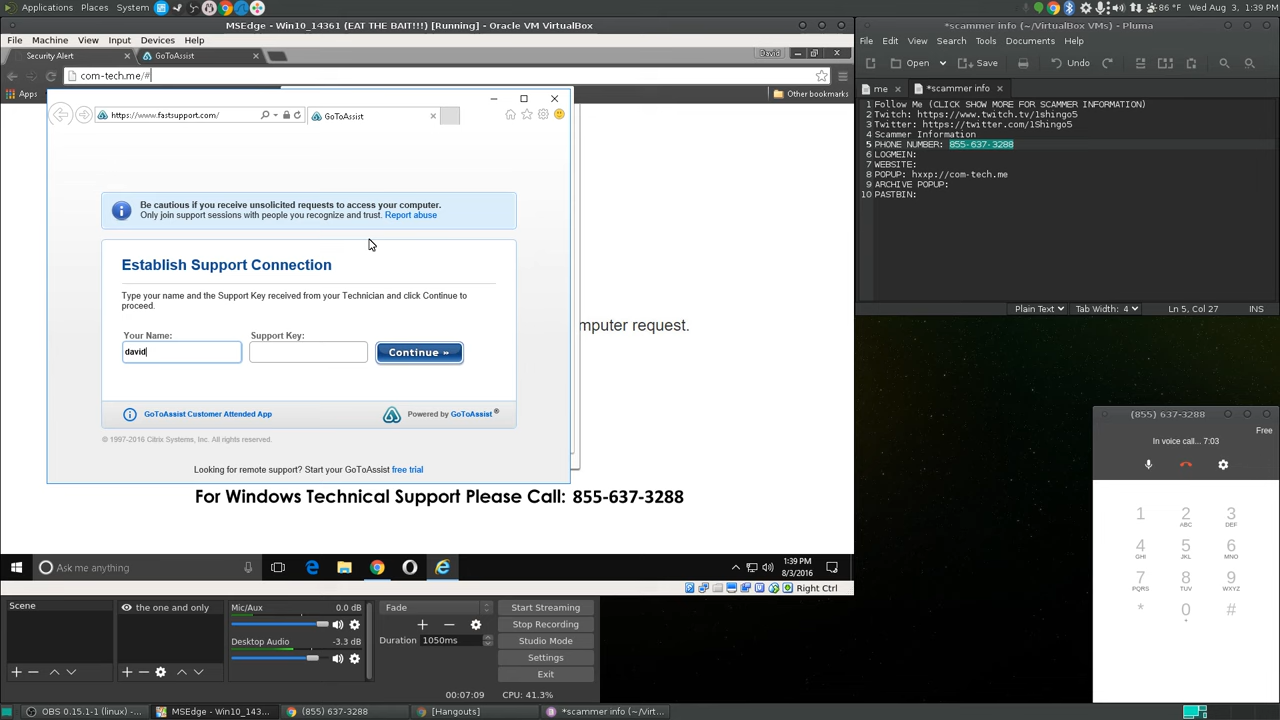 Applications Places System
86 °F Wed Aug 3, 1:39 PM
MSEdge - Win10_14361 (EAT THE BAIT!!!) [Running] - Oracle VM VirtualBox
File Machine View Input Devices Help
Security Alert
GoToAssist
David
com-tech.me/#
Apps
Other bookmarks
https://www.fastsupport.com/
GoToAssist
Be cautious if you receive unsolicited requests to access your computer.
Only join support sessions with people you recognize and trust. Report abuse
Establish Support Connection
Type your name and the Support Key received from your Technician and click Continue to
proceed.
Your Name:
Support Key:
david
Continue »
GoToAssist Customer Attended App
Powered by GoToAssist®
© 1997-2016 Citrix Systems, Inc. All rights reserved.
Looking for remote support? Start your GoToAssist free trial
mputer request.
For Windows Technical Support Please Call: 855-637-3288
Ask me anything
1:39 PM
8/3/2016
Right Ctrl
*scammer info (~/VirtualBox VMs) - Pluma
File Edit View Search Tools Documents Help
Open Save Undo
me
*scammer info
1 Follow Me (CLICK SHOW MORE FOR SCAMMER INFORMATION)
2 Twitch: https://www.twitch.tv/lshingo5
3 Twitter: https://twitter.com/lShingo5
4 Scammer Information
5 PHONE NUMBER: 855-637-3288
6 LOGMEIN:
7 WEBSITE:
8 POPUP: hxxp://com-tech.me
9 ARCHIVE POPUP:
10 PASTBIN:
Plain Text Tab Width: 4 Ln 5, Col 27 INS
(855) 637-3288
Free
In voice call... 7:03
1 2 3
ABC DEF
4 5 6
GHI JKL MNO
7 8 9
PQRS TUV WXYZ
* 0 #
+
Scene
the one and only
Mic/Aux 0.0 dB
Desktop Audio -3.3 dB
Fade
Duration 1050ms
Start Streaming
Stop Recording
Studio Mode
Settings
Exit
00:07:09 CPU: 41.3%
OBS 0.15.1-1 (linux) -...
MSEdge - Win10_143...
(855) 637-3288
[Hangouts]
*scammer info (~/Virt...